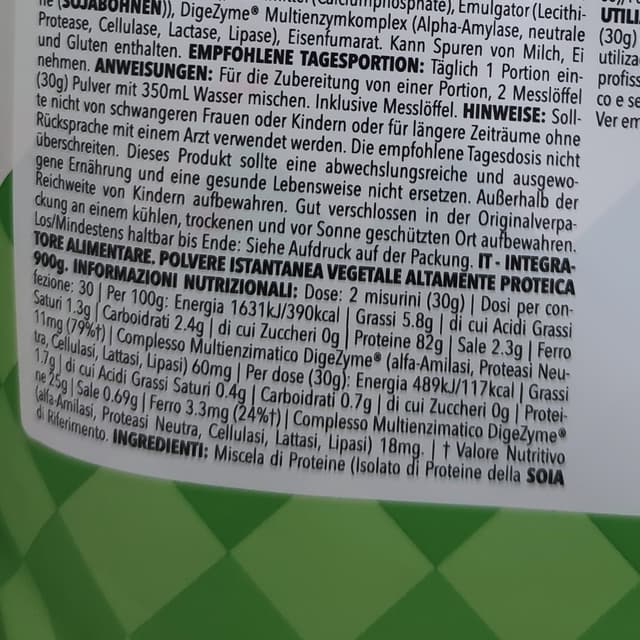 (SOJABOHNEN)), DigeZyme® Multienzymkomplex (Alpha-Amylase, neutrale
Protease, Cellulase, Lactase, Lipase), Eisenfumarat. Kann Spuren von Milch, Ei
und Gluten enthalten. EMPFOHLENE TAGESPORTION: Täglich 1 Portion ein-
nehmen. ANWEISUNGEN: Für die Zubereitung von einer Portion, 2 Messlöffel
(30g) Pulver mit 350mL Wasser mischen. Inklusive Messlöffel. HINWEISE: Soll-
te nicht von schwangeren Frauen oder Kindern oder für längere Zeiträume ohne
Rücksprache mit einem Arzt verwendet werden. Die empfohlene Tagesdosis nicht
überschreiten. Dieses Produkt sollte eine abwechslungsreiche und ausgewo-
gene Ernährung und eine gesunde Lebensweise nicht ersetzen. Außerhalb der
Reichweite von Kindern aufbewahren. Gut verschlossen in der Originalverpa-
ckung an einem kühlen, trockenen und vor Sonne geschützten Ort aufbewahren.
Los/Mindestens haltbar bis Ende: Siehe Aufdruck auf der Packung. IT - INTEGRA-
TORE ALIMENTARE. POLVERE ISTANTANEA VEGETALE ALTAMENTE PROTEICA
900g. INFORMAZIONI NUTRIZIONALI: Dose: 2 misurini (30g) | Dosi per con-
fezione: 30 | Per 100g: Energia 1631kJ/390kcal | Grassi 5.8g | di cui Acidi Grassi
Saturi 1.3g | Carboidrati 2.4g | di cui Zuccheri 0g | Proteine 82g | Sale 2.3g | Ferro
11mg (79%†) | Complesso Multienzimatico DigeZyme® (alfa-Amilasi, Proteasi Neu-
tra, Cellulasi, Lattasi, Lipasi) 60mg | Per dose (30g): Energia 489kJ/117kcal | Grassi
1.7g | di cui Acidi Grassi Saturi 0.4g | Carboidrati 0.7g | di cui Zuccheri 0g | Protei-
ne 25g | Sale 0.69g | Ferro 3.3mg (24%†) | Complesso Multienzimatico DigeZyme®
(alfa-Amilasi, Proteasi Neutra, Cellulasi, Lattasi, Lipasi) 18mg. | † Valore Nutritivo
di Riferimento. INGREDIENTI: Miscela di Proteine (Isolato di Proteine della SOIA
UTILI
(30g)
utiliza
profiss
co e se
Ver em